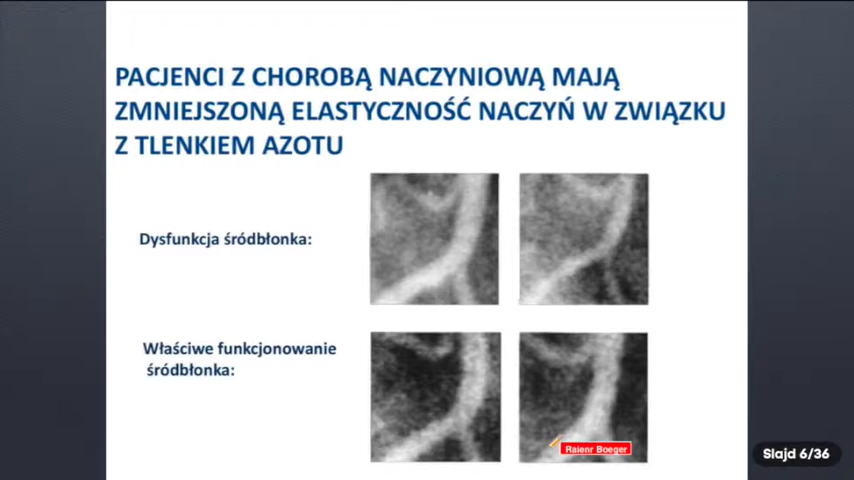 PACJENCI Z CHOROBĄ NACZYNIOWĄ MAJĄ
ZMNIEJSZONĄ ELASTYCZNOŚĆ NACZYŃ W ZWIĄZKU
Z TLENKIEM AZOTU
Dysfunkcja śródbłonka:
Właściwe funkcjonowanie
śródbłonka:
Raienr Boeger
Slajd 6/36